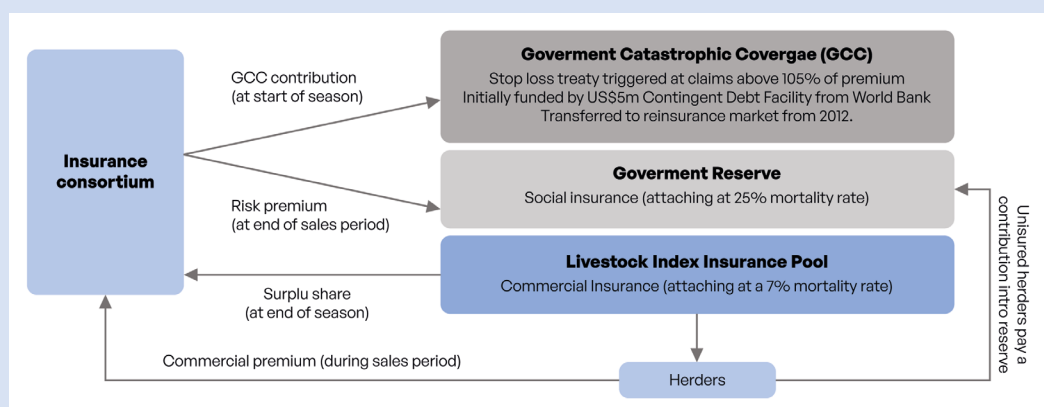 Goverment Catastrophic Covergae (GCC)
Stop loss treaty triggered at claims above 105% of premium
Initially funded by US$5m Contingent Debt Facility from World Bank
Transferred to reinsurance market from 2012.
GCC contribution
(at start of season)
Insurance
consortium
Goverment Reserve
Social insurance (attaching at 25% mortality rate)
Risk premium
(at end of sales period)
Unisured herders pay a
contribution intro reserve
Livestock Index Insurance Pool
Commercial Insurance (attaching at a 7% mortality rate)
Surplu share
(at end of season)
Commercial premium (during sales period)
Herders